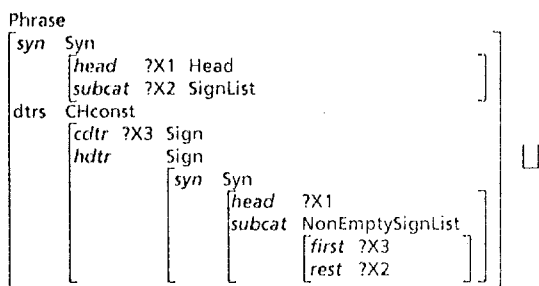 Phrase
syn Syn
head ?X1 Head
subcat ?X2 SignList
dtrs CHconst
cdtr ?X3 Sign
hdtr Sign
syn Syn
head ?X1
subcat NonEmptySignList
first ?X3
rest ?X2
⊔